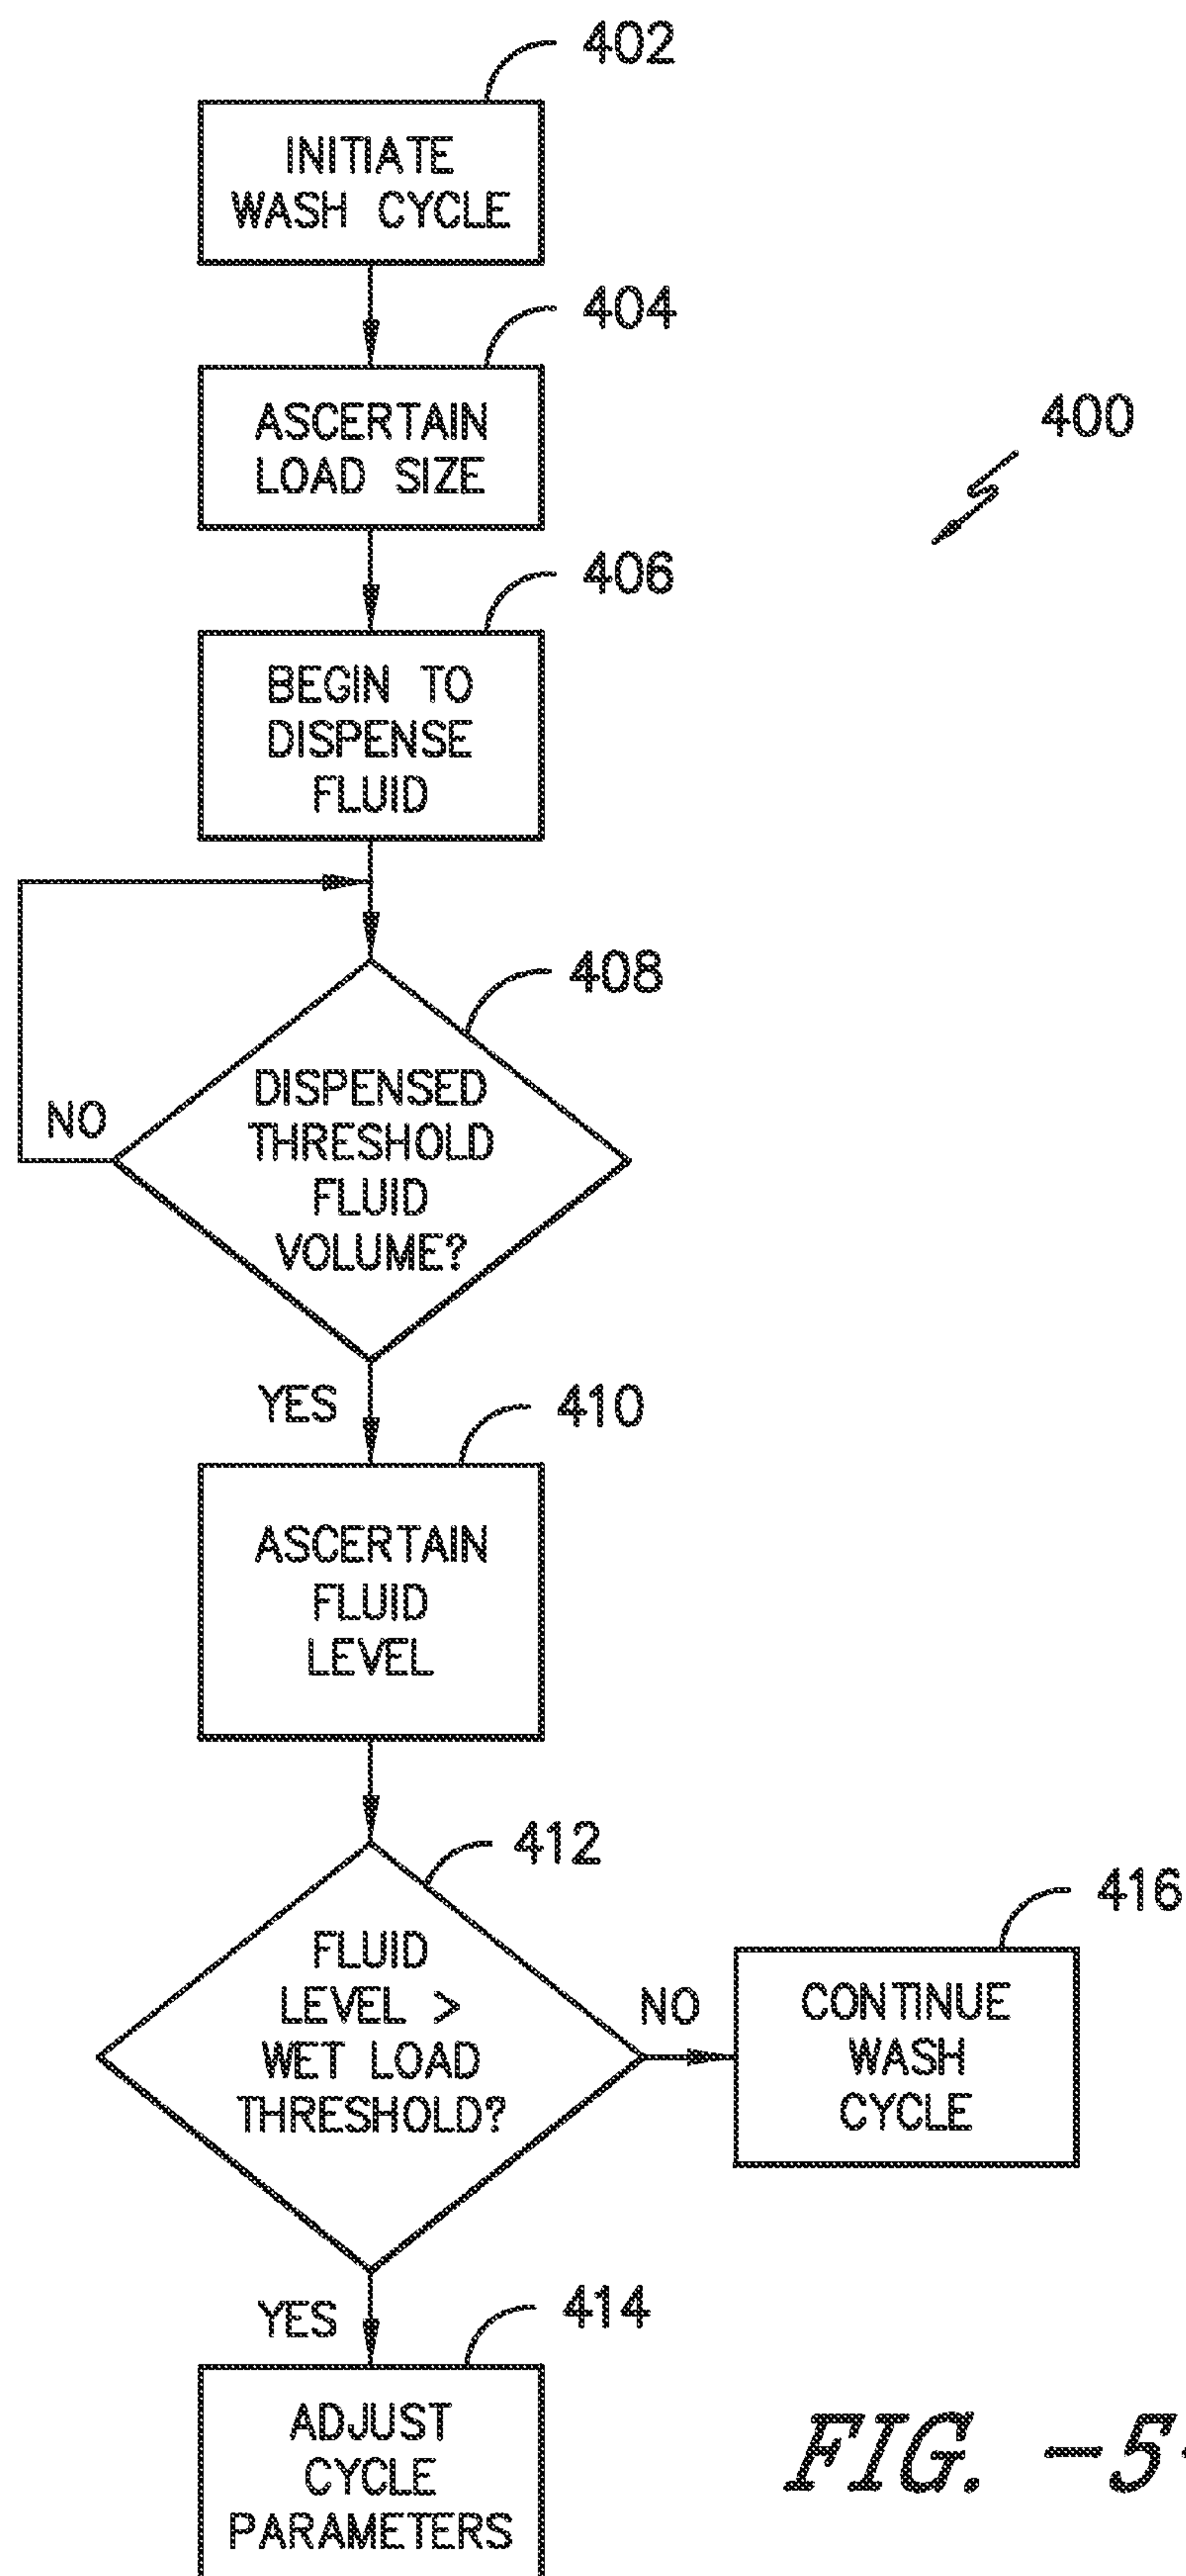 402
INITIATE
WASH CYCLE
404
ASCERTAIN
LOAD SIZE
400
406
BEGIN TO
DISPENSE
FLUID
408
DISPENSED
THRESHOLD
FLUID
VOLUME?
NO
YES
410
ASCERTAIN
FLUID
LEVEL
412
FLUID
LEVEL >
WET LOAD
THRESHOLD?
NO
416
CONTINUE
WASH
CYCLE
YES
414
ADJUST
CYCLE
PARAMETERS
FIG. -5-